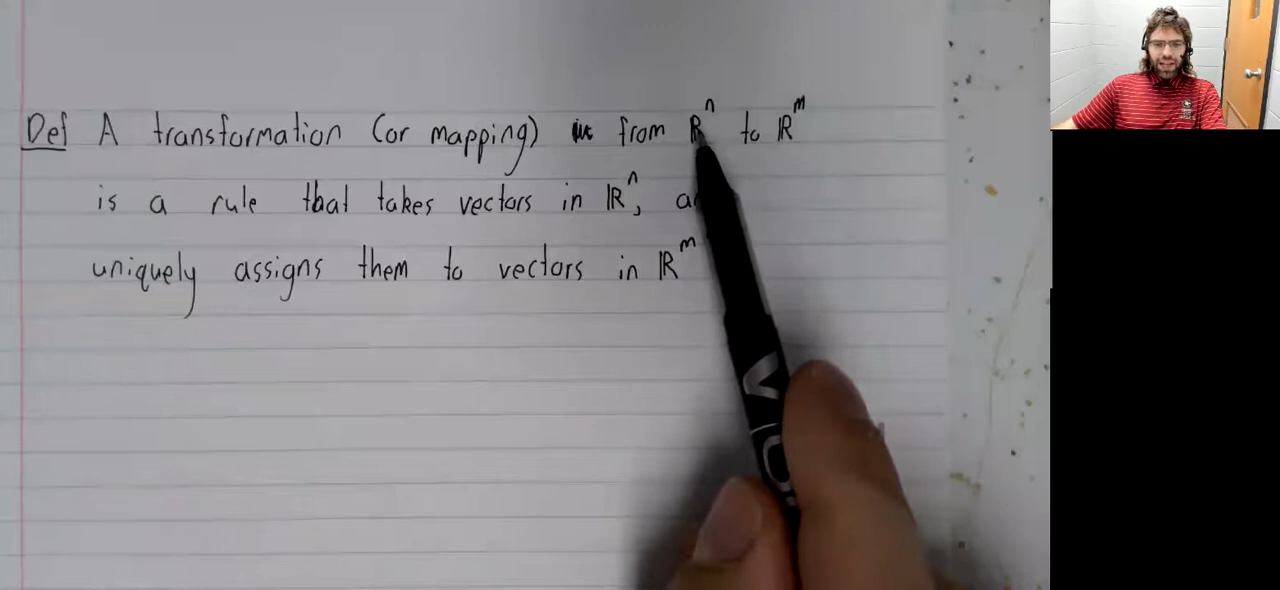 Def A transformation (or mapping) from ℝⁿ to ℝᵐ
is a rule that takes vectors in ℝⁿ,
uniquely assigns them to vectors in ℝᵐ